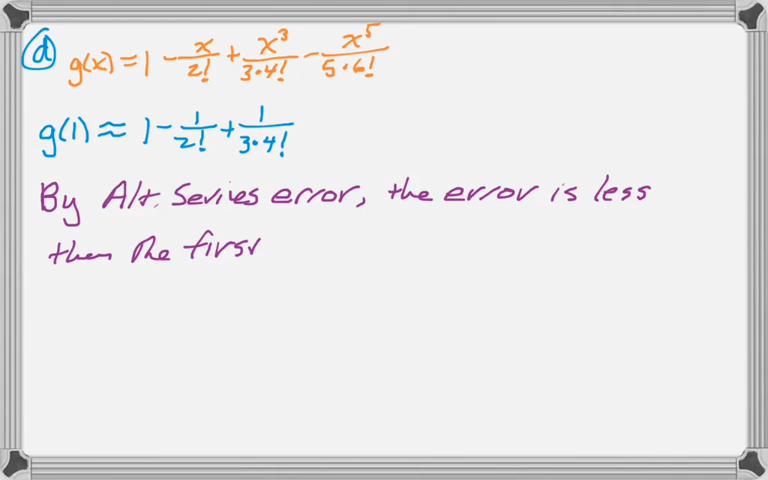 d g(x) = 1 - x/2! + x³/3·4! - x⁵/5·6!
g(1) ≈ 1 - 1/2! + 1/3·4!
By Alt. Series error, the error is less
then the first